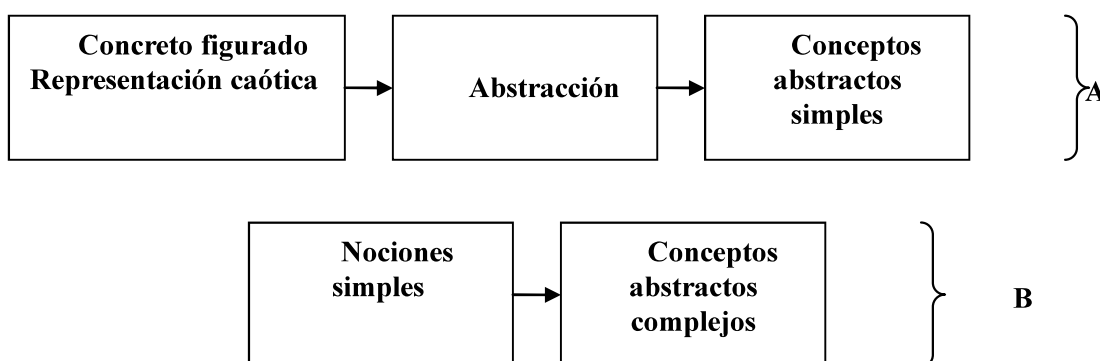 Concreto figurado
Representación caótica
Abstracción
Conceptos
abstractos
simples
A
Nociones
simples
Conceptos
abstractos
complejos
B